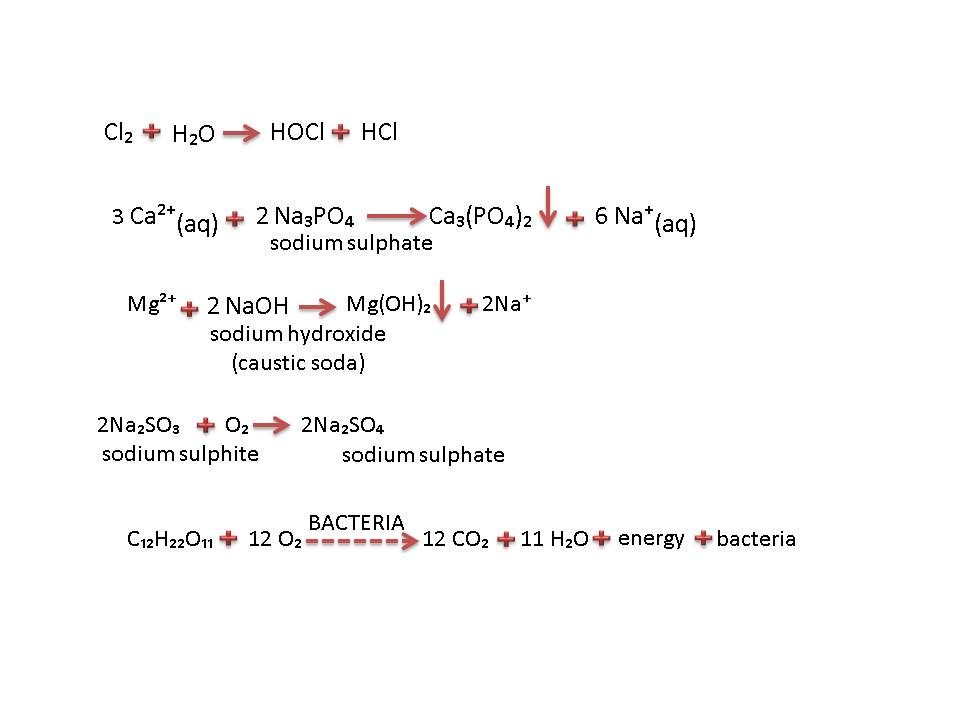 Cl₂ + H₂O → HOCl + HCl
3 Ca²⁺(aq) + 2 Na₃PO₄ → Ca₃(PO₄)₂ ↓ + 6 Na⁺(aq)
sodium sulphate
Mg²⁺ + 2 NaOH → Mg(OH)₂ ↓ + 2Na⁺
sodium hydroxide
(caustic soda)
2Na₂SO₃ + O₂ → 2Na₂SO₄
sodium sulphite sodium sulphate
BACTERIA
C₁₂H₂₂O₁₁ + 12 O₂ ⇢ 12 CO₂ + 11 H₂O + energy + bacteria